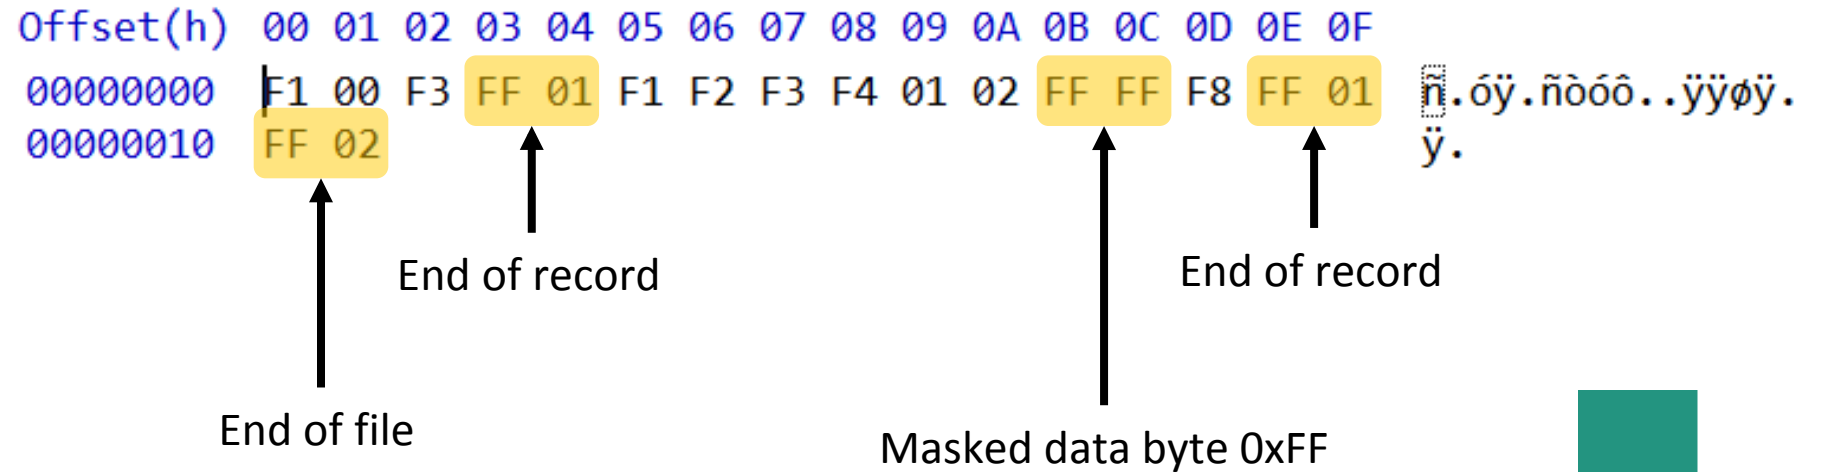 Offset(h) 00 01 02 03 04 05 06 07 08 09 0A 0B 0C 0D 0E 0F
00000000 F1 00 F3 FF 01 F1 F2 F3 F4 01 02 FF FF F8 FF 01 ñ.óÿ.ñòóô..ÿÿøÿ.
00000010 FF 02 ÿ.
End of record
End of record
End of file
Masked data byte 0xFF